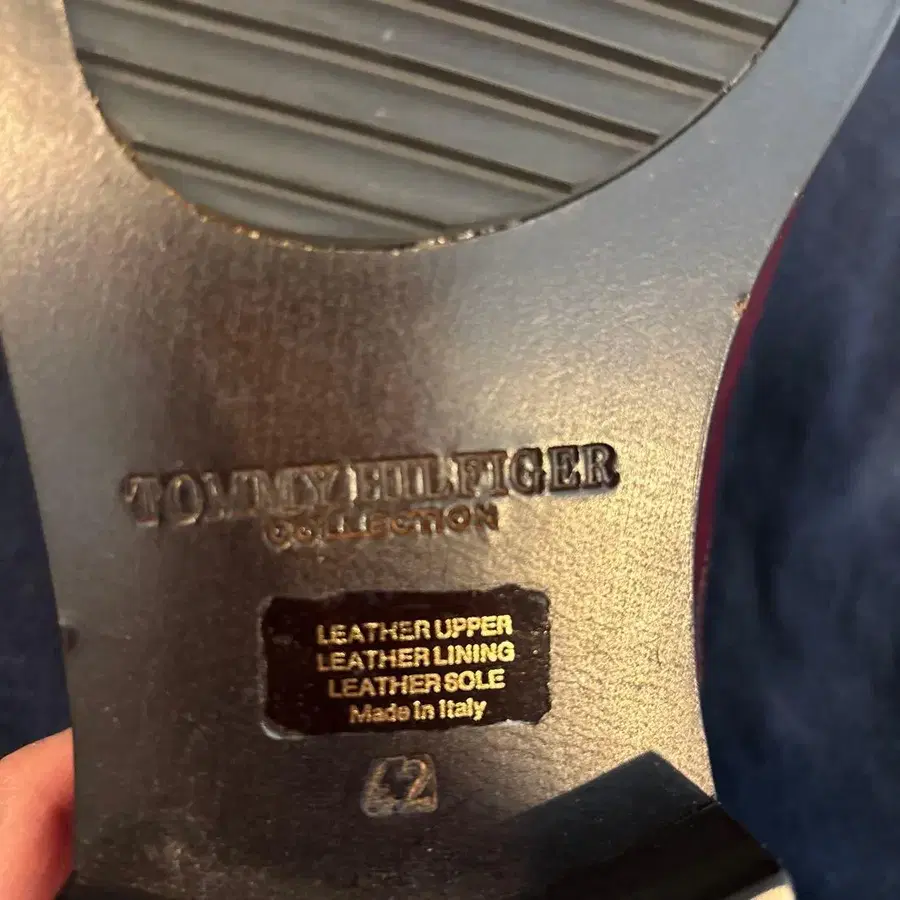 TOMMY HILFIGER
COLLECTION
LEATHER UPPER
LEATHER LINING
LEATHER SOLE
Made in Italy
42